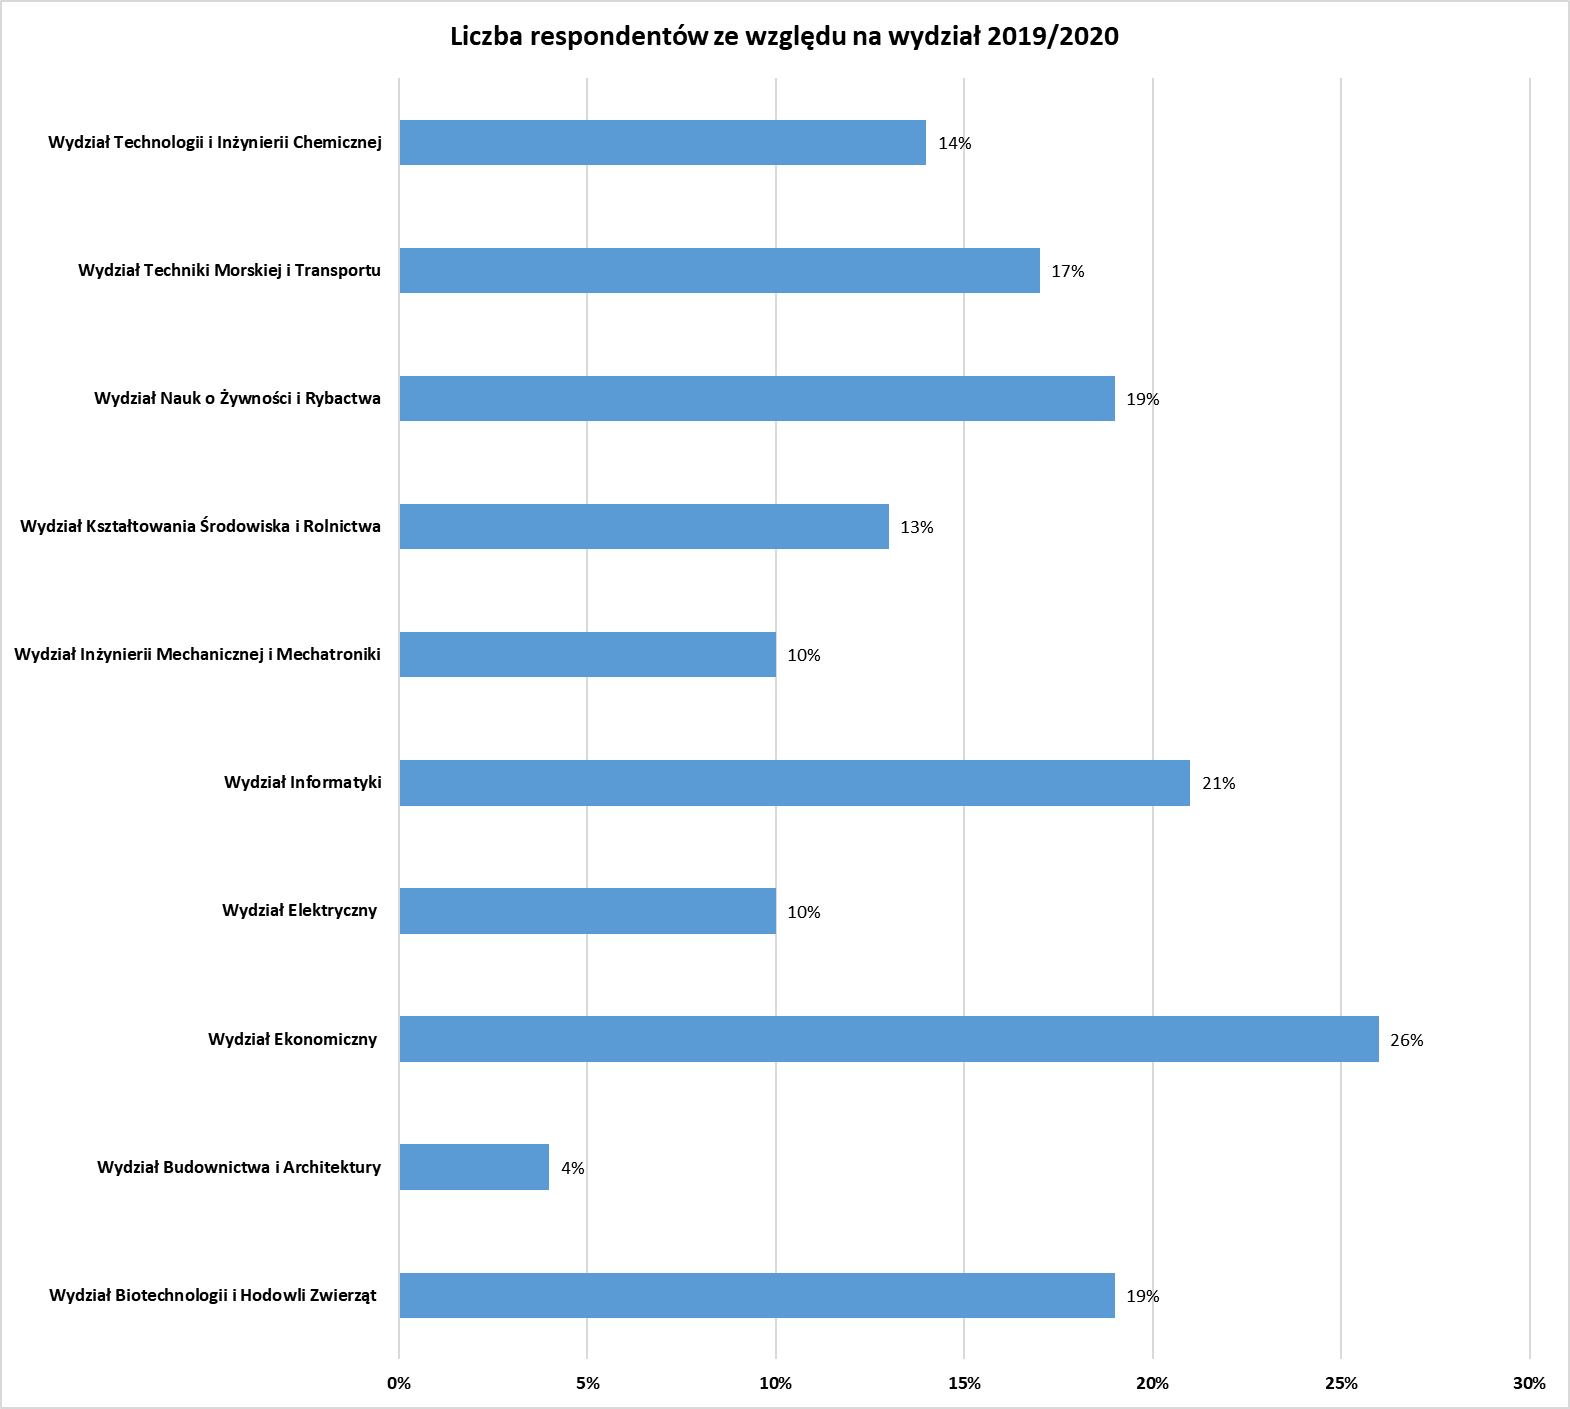 Liczba respondentów ze względu na wydział 2019/2020
Wydział Technologii i Inżynierii Chemicznej 14%
Wydział Techniki Morskiej i Transportu 17%
Wydział Nauk o Żywności i Rybactwa 19%
Wydział Kształtowania Środowiska i Rolnictwa 13%
Wydział Inżynierii Mechanicznej i Mechatroniki 10%
Wydział Informatyki 21%
Wydział Elektryczny 10%
Wydział Ekonomiczny 26%
Wydział Budownictwa i Architektury 4%
Wydział Biotechnologii i Hodowli Zwierząt 19%
0% 5% 10% 15% 20% 25% 30%